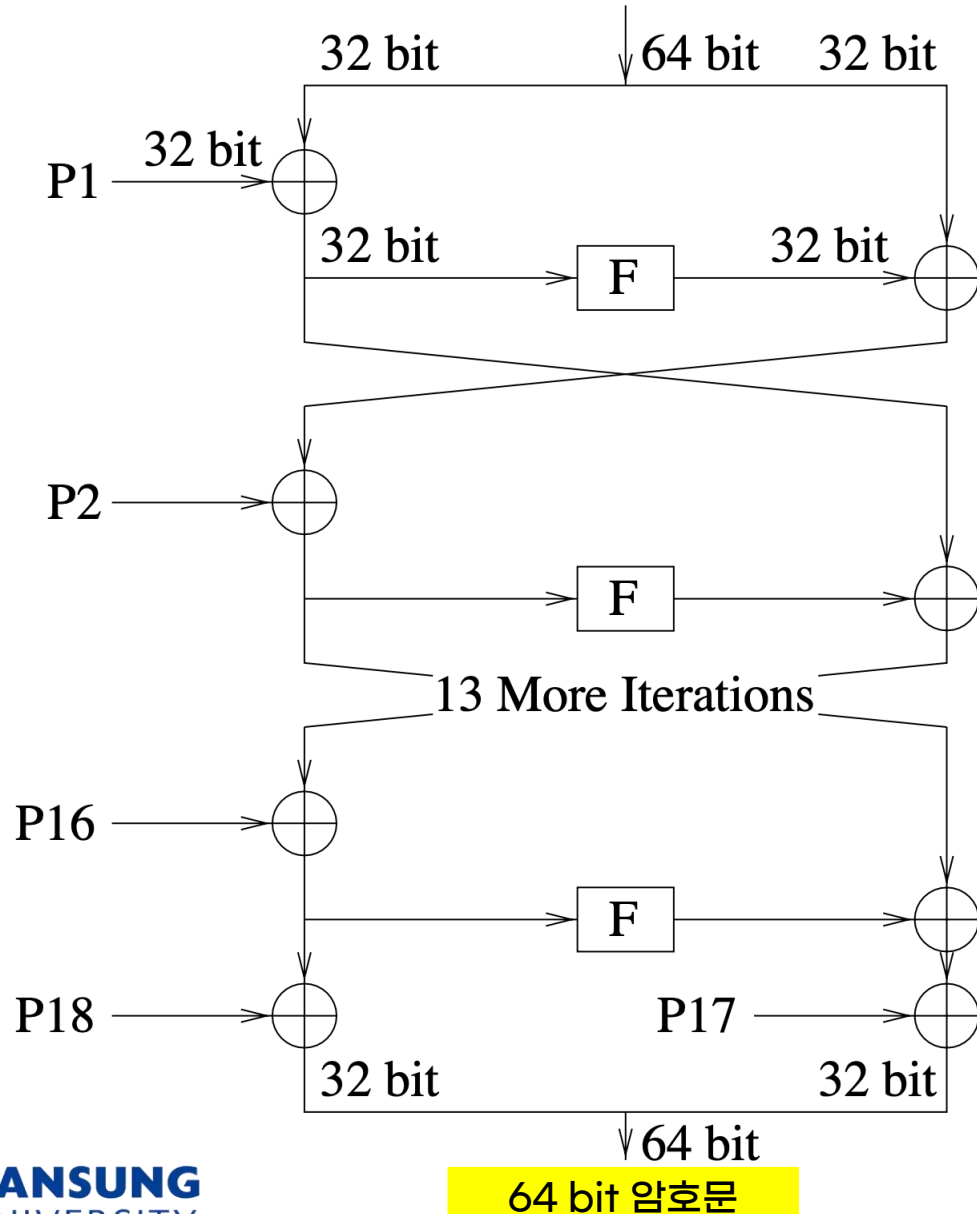 32 bit 64 bit 32 bit
P1 32 bit
32 bit F 32 bit
P2
F
13 More Iterations
P16
F
P18 P17
32 bit 32 bit
64 bit
ANSUNG
64 bit 암호문